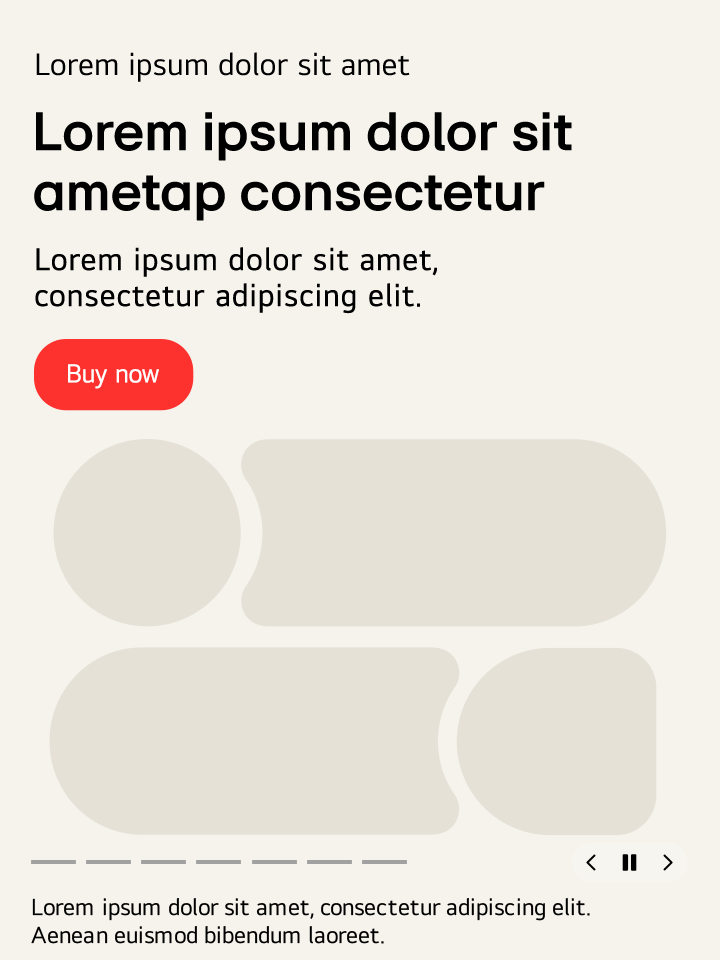 Lorem ipsum dolor sit amet
Lorem ipsum dolor sit
ametap consectetur
Lorem ipsum dolor sit amet,
consectetur adipiscing elit.
Buy now
Lorem ipsum dolor sit amet, consectetur adipiscing elit.
Aenean euismod bibendum laoreet.